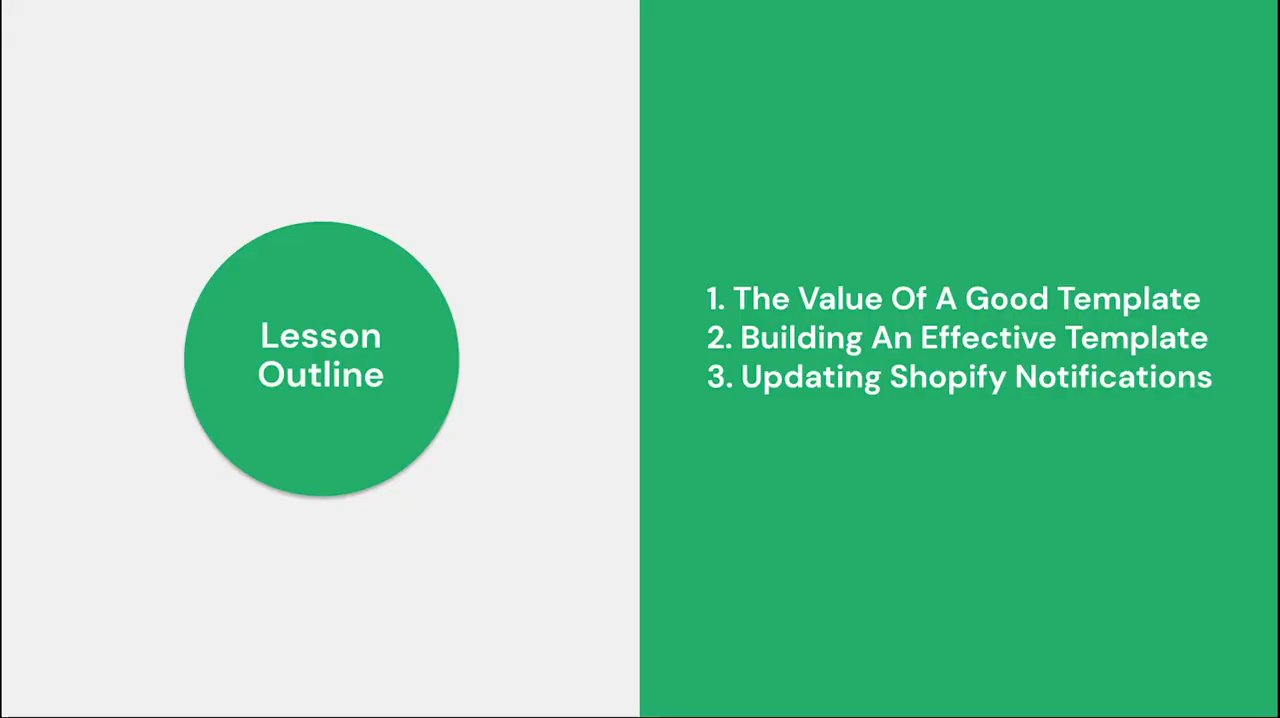 Lesson
Outline
1. The Value Of A Good Template
2. Building An Effective Template
3. Updating Shopify Notifications